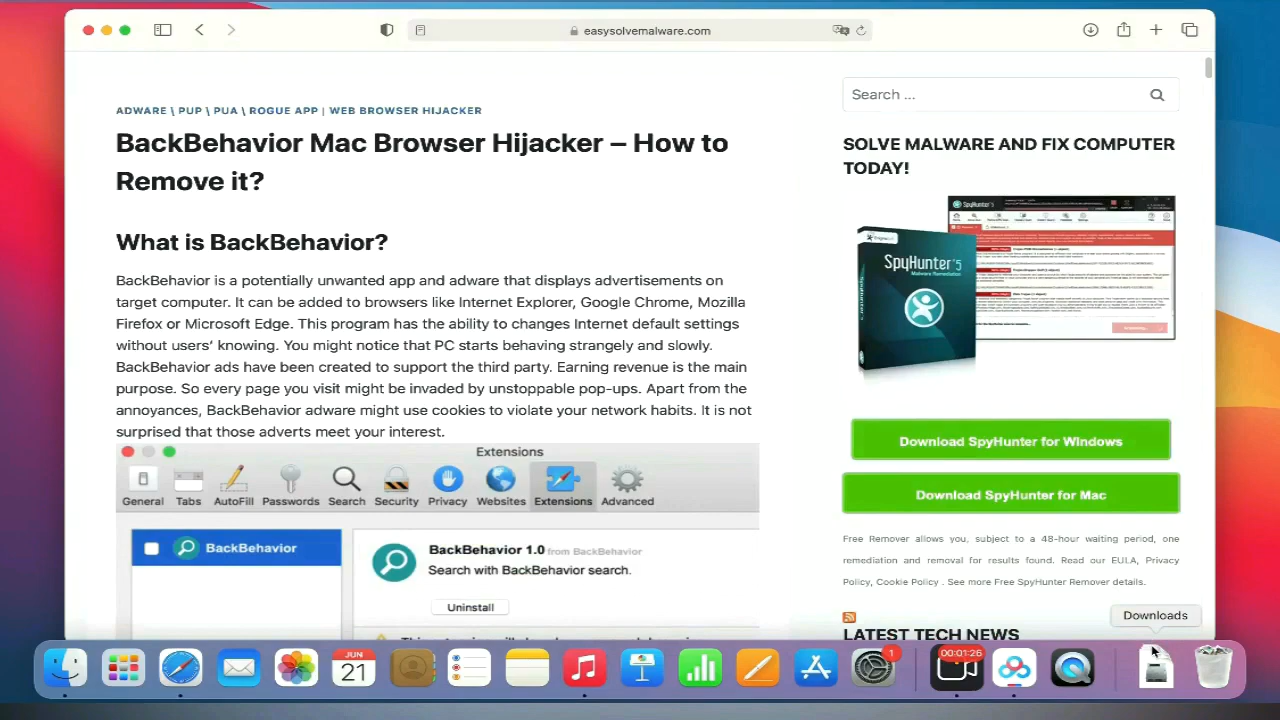 easysolvemalware.com
ADWARE \ PUP \ PUA \ ROGUE APP | WEB BROWSER HIJACKER
BackBehavior Mac Browser Hijacker – How to
Remove it?
What is BackBehavior?
BackBehavior is a potential unwanted app and adware that displays advertisements on
target computer. It can be added to browsers like Internet Explorer, Google Chrome, Mozilla
Firefox or Microsoft Edge. This program has the ability to changes Internet default settings
without users' knowing. You might notice the PC starts behaving strangely and slowly.
BackBehavior ads have been created to support the third party. Earning revenue is the main
purpose. So every page you visit might be invaded by unstoppable pop-ups. Apart from the
annoyances, BackBehavior adware might use cookies to violate your network habits. It is not
surprised that those adverts meet your interest.
Extensions
General Tabs AutoFill Passwords Search Security Privacy Websites Extensions Advanced
BackBehavior
BackBehavior 1.0 from BackBehavior
Search with BackBehavior search.
Uninstall
Search ...
SOLVE MALWARE AND FIX COMPUTER
TODAY!
SpyHunter 5
SpyHunter'5
Download SpyHunter for Windows
Download SpyHunter for Mac
Free Remover allows you, subject to a 48-hour waiting period, one
remediation and removal for results found. Read our EULA, Privacy
Policy, Cookie Policy . See more Free SpyHunter Remover details.
LATEST TECH NEWS
Downloads
JUN
21
1
00:01:26